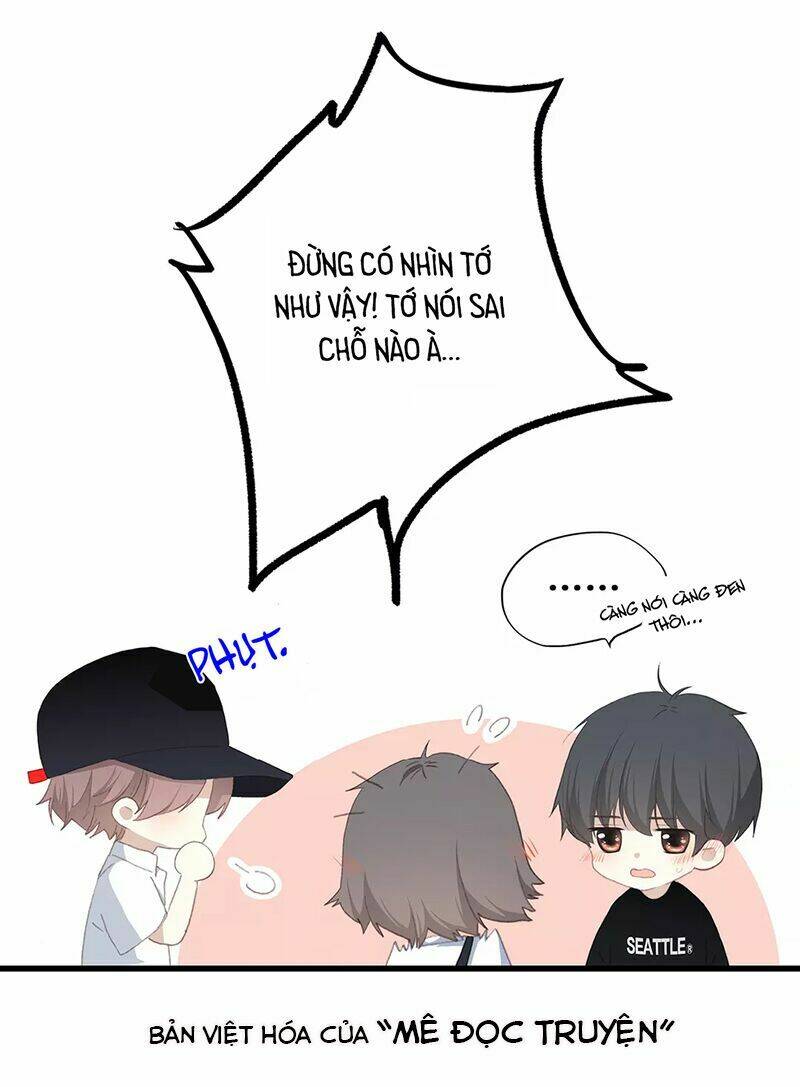 ĐỪNG CÓ NHÌN TỚ
NHƯ VẬY! TỚ NÓI SAI
CHỖ NÀO À...
......
CÀNG NÓI CÀNG ĐEN
THÔI...
PHỤT.
SEATTLE®
BẢN VIỆT HÓA CỦA "MÊ ĐỌC TRUYỆN"